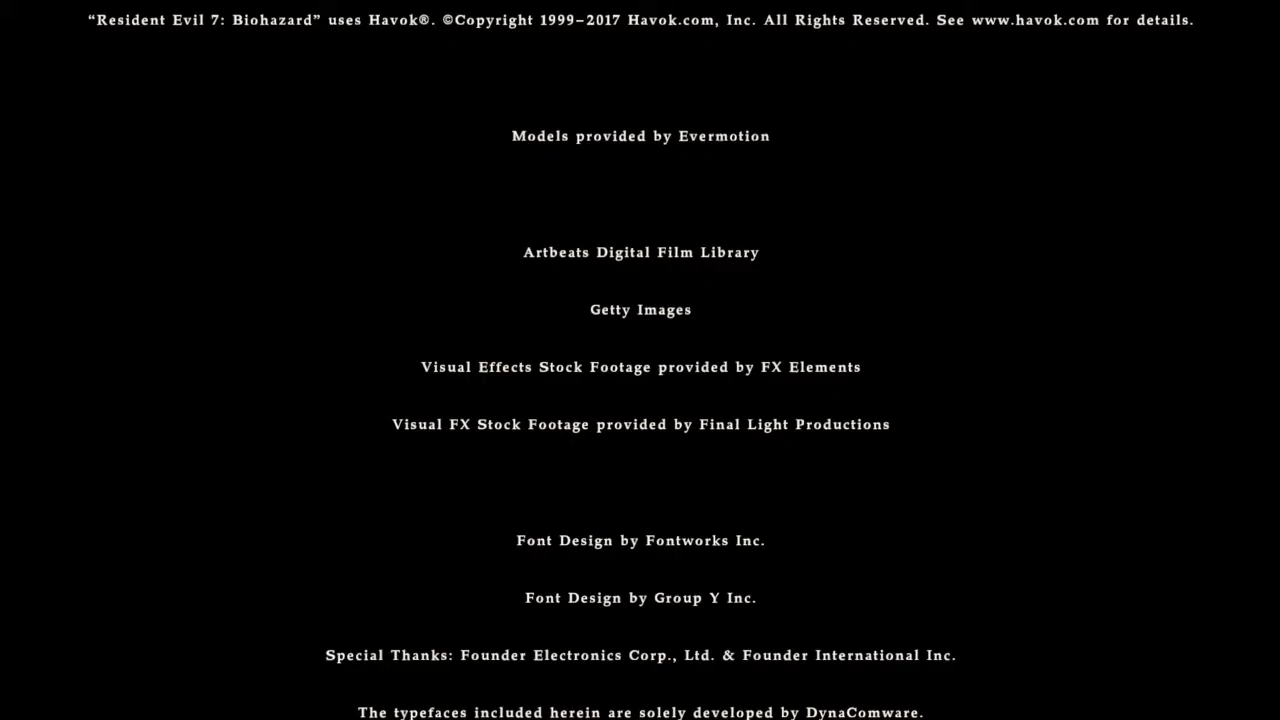 “Resident Evil 7: Biohazard” uses Havok®. ©Copyright 1999–2017 Havok.com, Inc. All Rights Reserved. See www.havok.com for details.
Models provided by Evermotion
Artbeats Digital Film Library
Getty Images
Visual Effects Stock Footage provided by FX Elements
Visual FX Stock Footage provided by Final Light Productions
Font Design by Fontworks Inc.
Font Design by Group Y Inc.
Special Thanks: Founder Electronics Corp., Ltd. & Founder International Inc.
The typefaces included herein are solely developed by DynaComware.